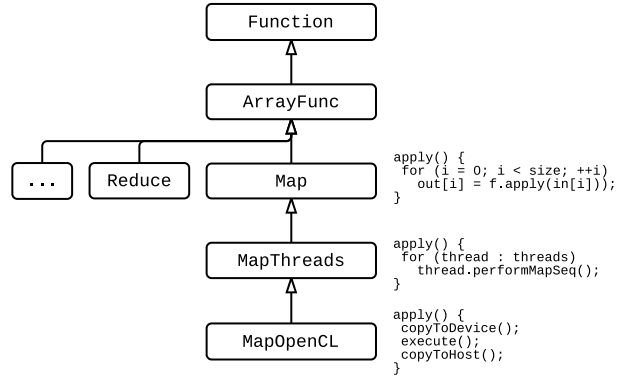 Function
ArrayFunc
...
Reduce
Map
apply() {
for (i = 0; i < size; ++i)
out[i] = f.apply(in[i]));
}
MapThreads
apply() {
for (thread : threads)
thread.performMapSeq();
}
MapOpenCL
apply() {
copyToDevice();
execute();
copyToHost();
}